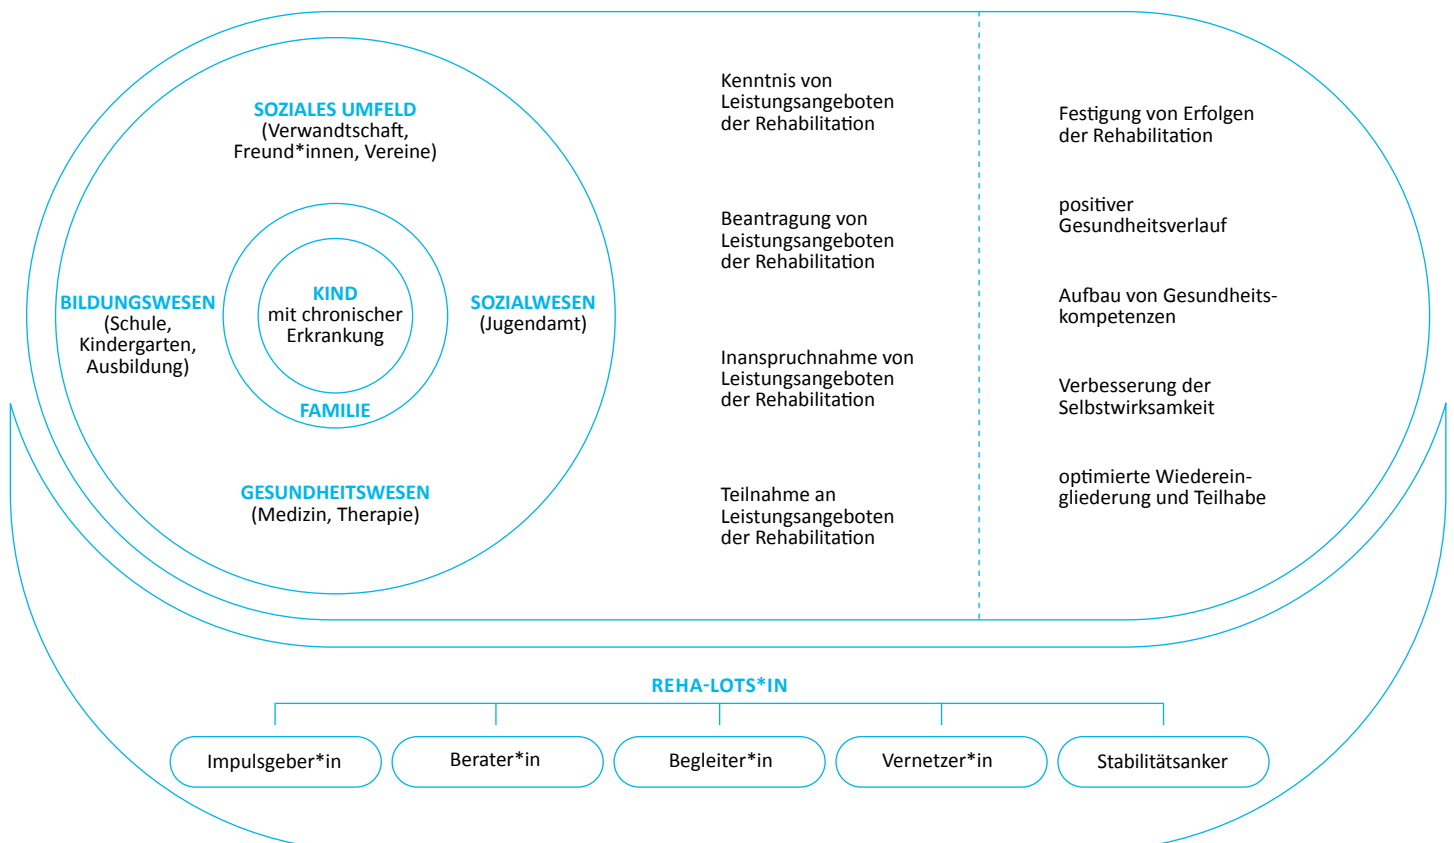 SOZIALES UMFELD
(Verwandtschaft,
Freund*innen, Vereine)
BILDUNGSWESEN
(Schule,
Kindergarten,
Ausbildung)
KIND
mit chronischer
Erkrankung
FAMILIE
SOZIALWESEN
(Jugendamt)
GESUNDHEITSWESEN
(Medizin, Therapie)
Kenntnis von
Leistungsangeboten
der Rehabilitation
Beantragung von
Leistungsangeboten
der Rehabilitation
Inanspruchnahme von
Leistungsangeboten
der Rehabilitation
Teilnahme an
Leistungsangeboten
der Rehabilitation
Festigung von Erfolgen
der Rehabilitation
positiver
Gesundheitsverlauf
Aufbau von Gesundheits-
kompetenzen
Verbesserung der
Selbstwirksamkeit
optimierte Wiederein-
gliederung und Teilhabe
REHA-LOTS*IN
Impulsgeber*in
Berater*in
Begleiter*in
Vernetzer*in
Stabilitätsanker